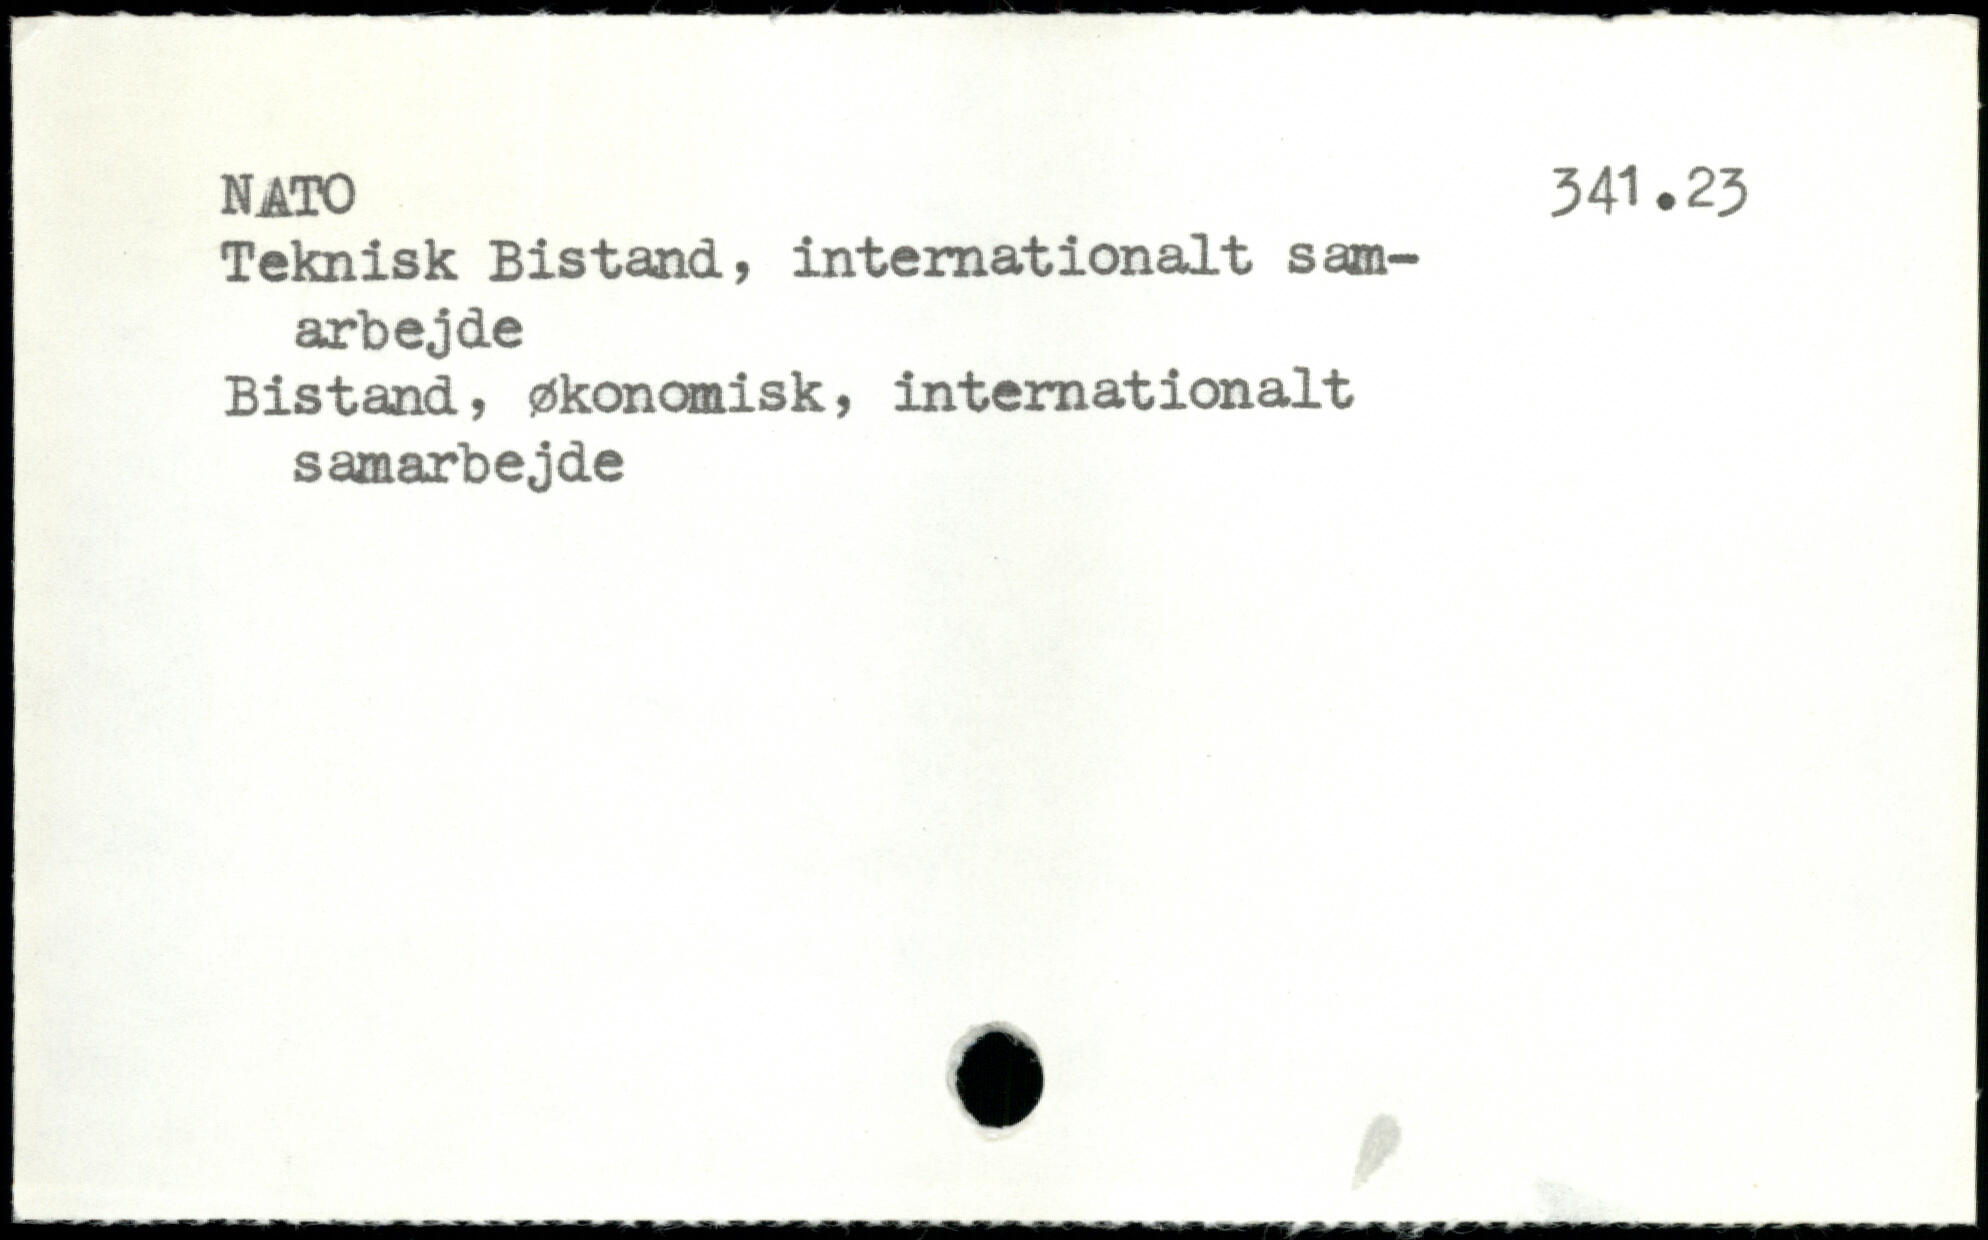 NATO 341.23
Teknisk Bistand, internationalt sam-
arbejde
Bistand, økonomisk, internationalt
samarbejde